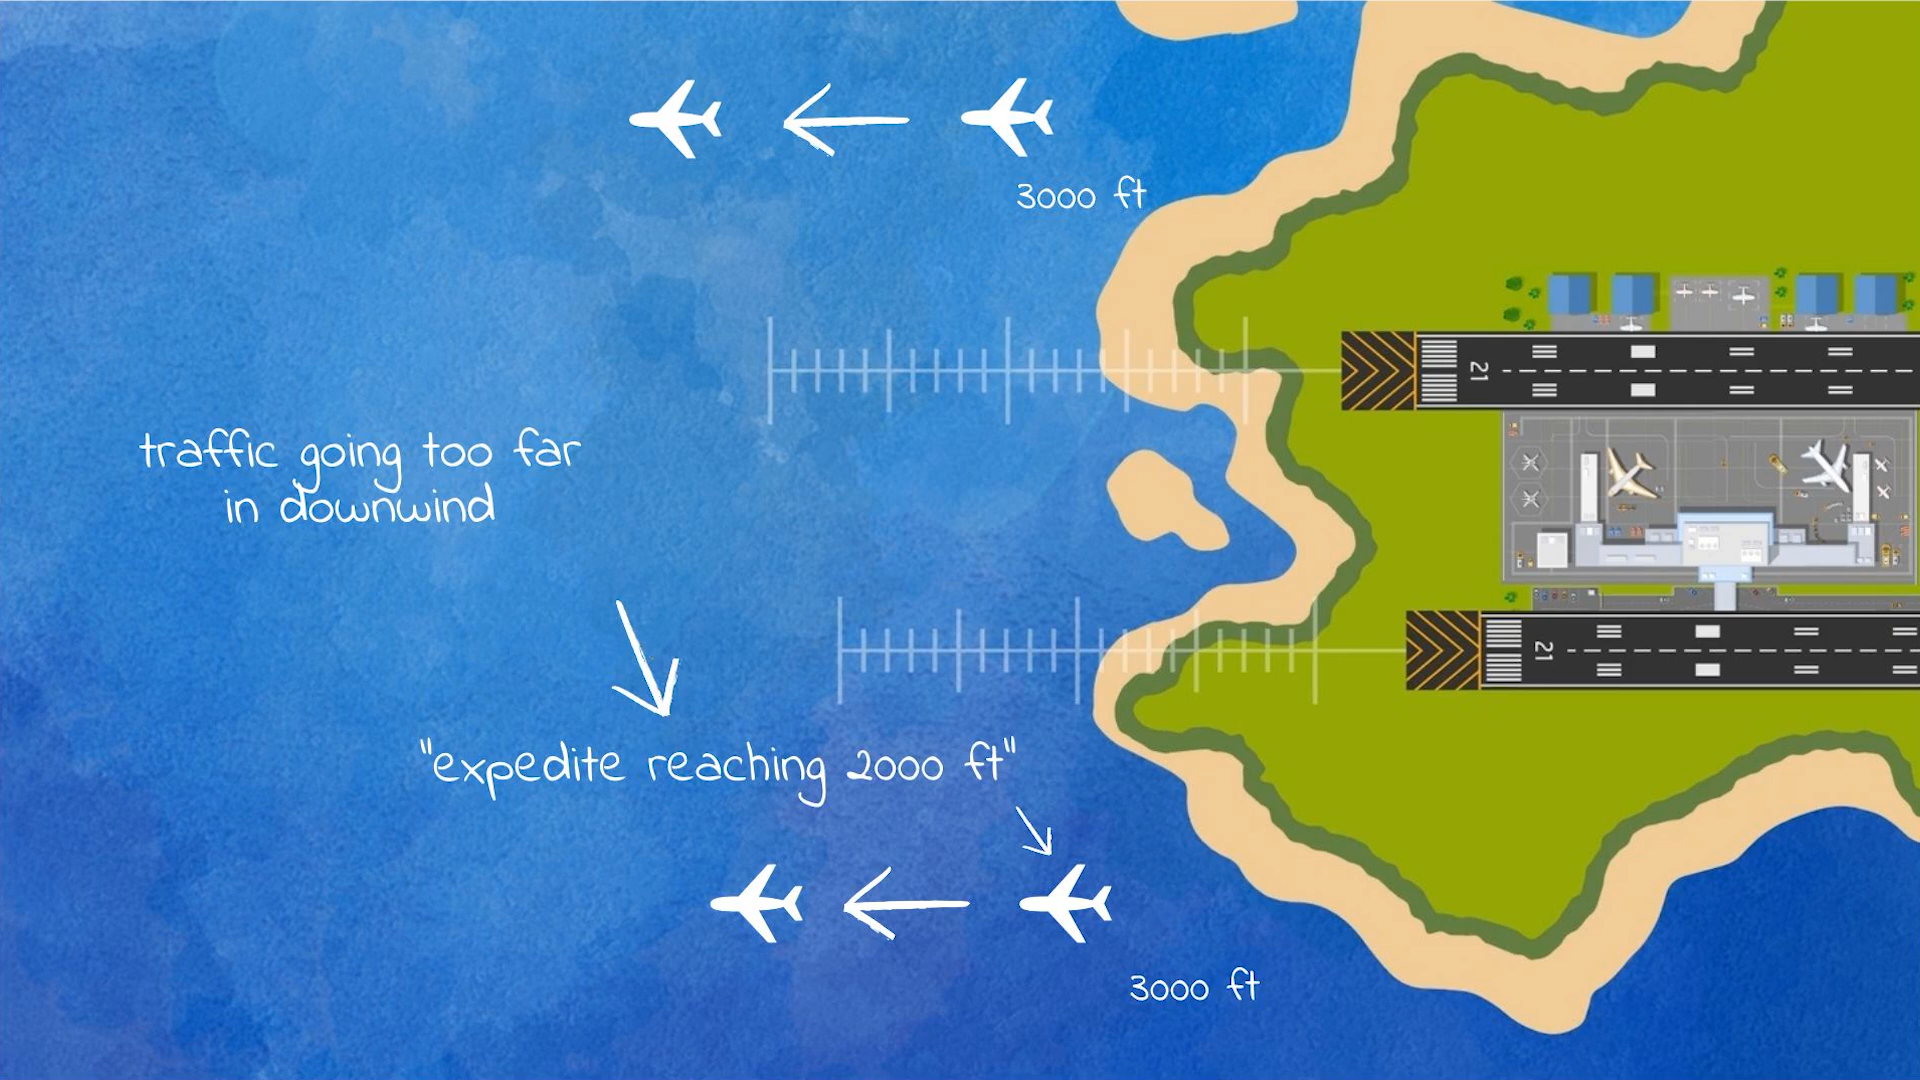 3000 ft
21
traffic going too far
in downwind
21
"expedite reaching 2000 ft"
3000 ft